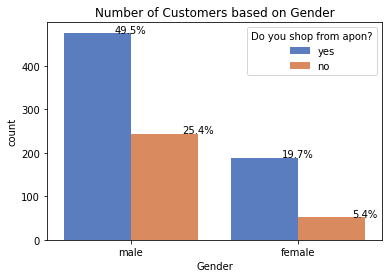 Number of Customers based on Gender
Do you shop from apon?
yes
no
49.5%
25.4%
19.7%
5.4%
400
300
200
100
0
count
male
female
Gender